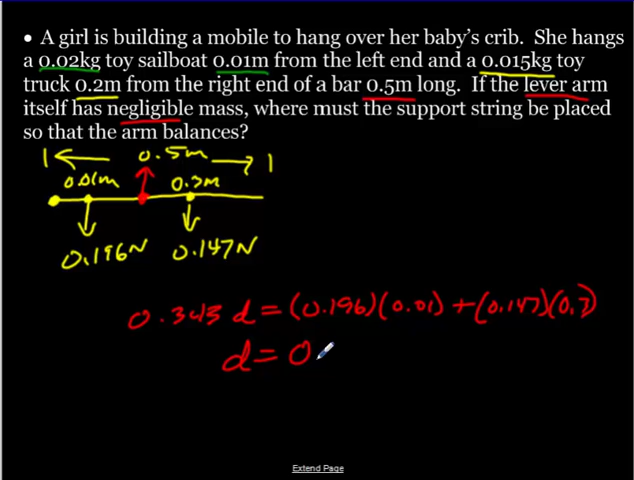 • A girl is building a mobile to hang over her baby's crib. She hangs
a 0.02kg toy sailboat 0.01m from the left end and a 0.015kg toy
truck 0.2m from the right end of a bar 0.5m long. If the lever arm
itself has negligible mass, where must the support string be placed
so that the arm balances?
0.5m
0.01m 0.3m
0.196N 0.147N
0.343 d = (0.196)(0.01) + (0.147)(0.3)
d = 0.
Extend Page